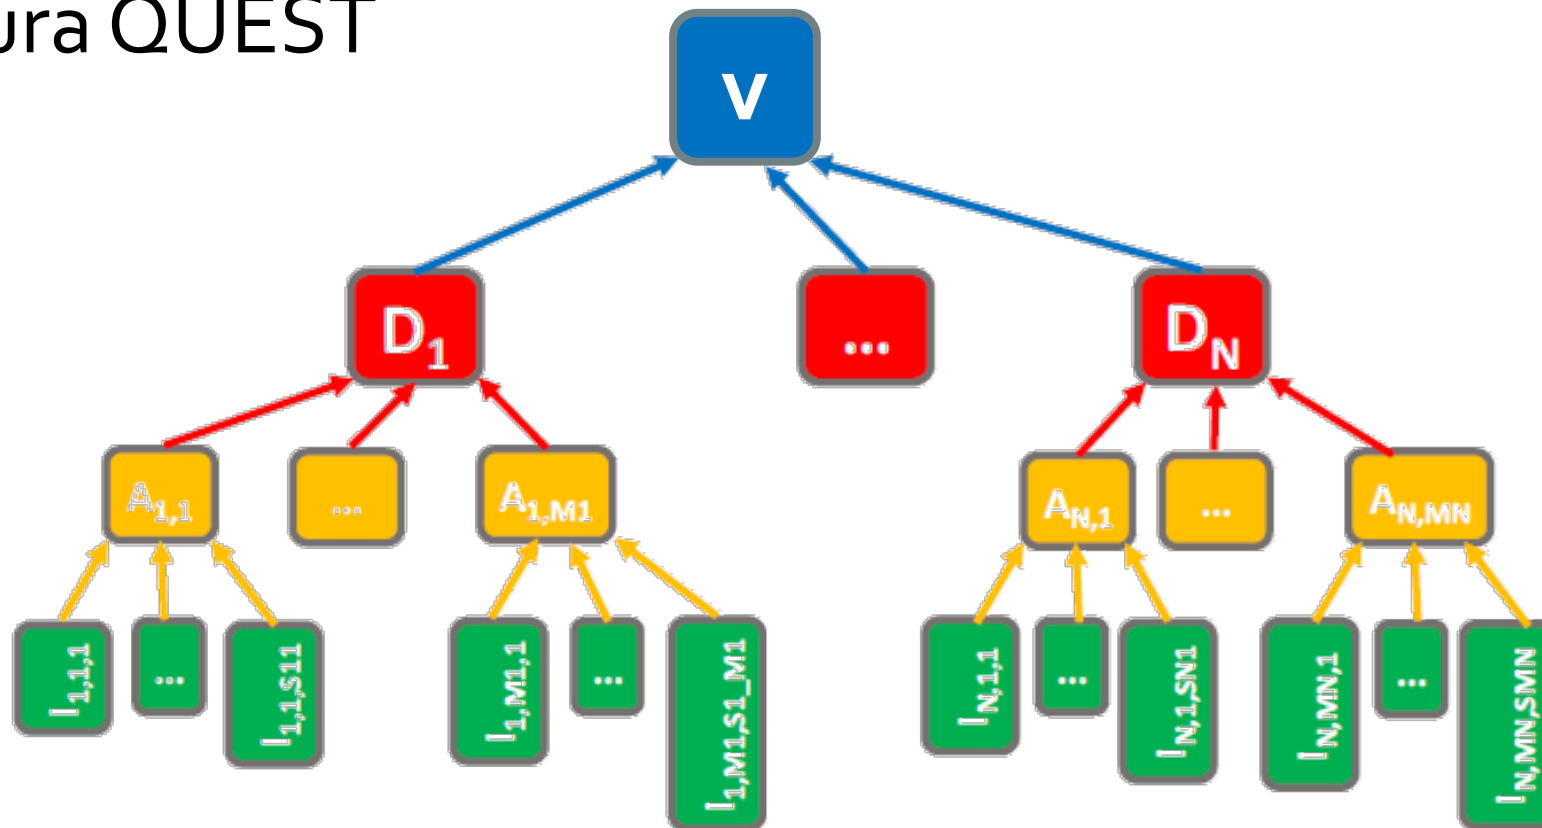 ura QUEST
V
D1
...
DN
A1,1
...
A1,M1
AN,1
...
AN,MN
I1,1,1
...
I1,1,S11
I1,M1,1
...
I1,M1,S1_M1
IN,1,1
...
IN,1,SN1
IN,MN,1
...
IN,MN,SMN